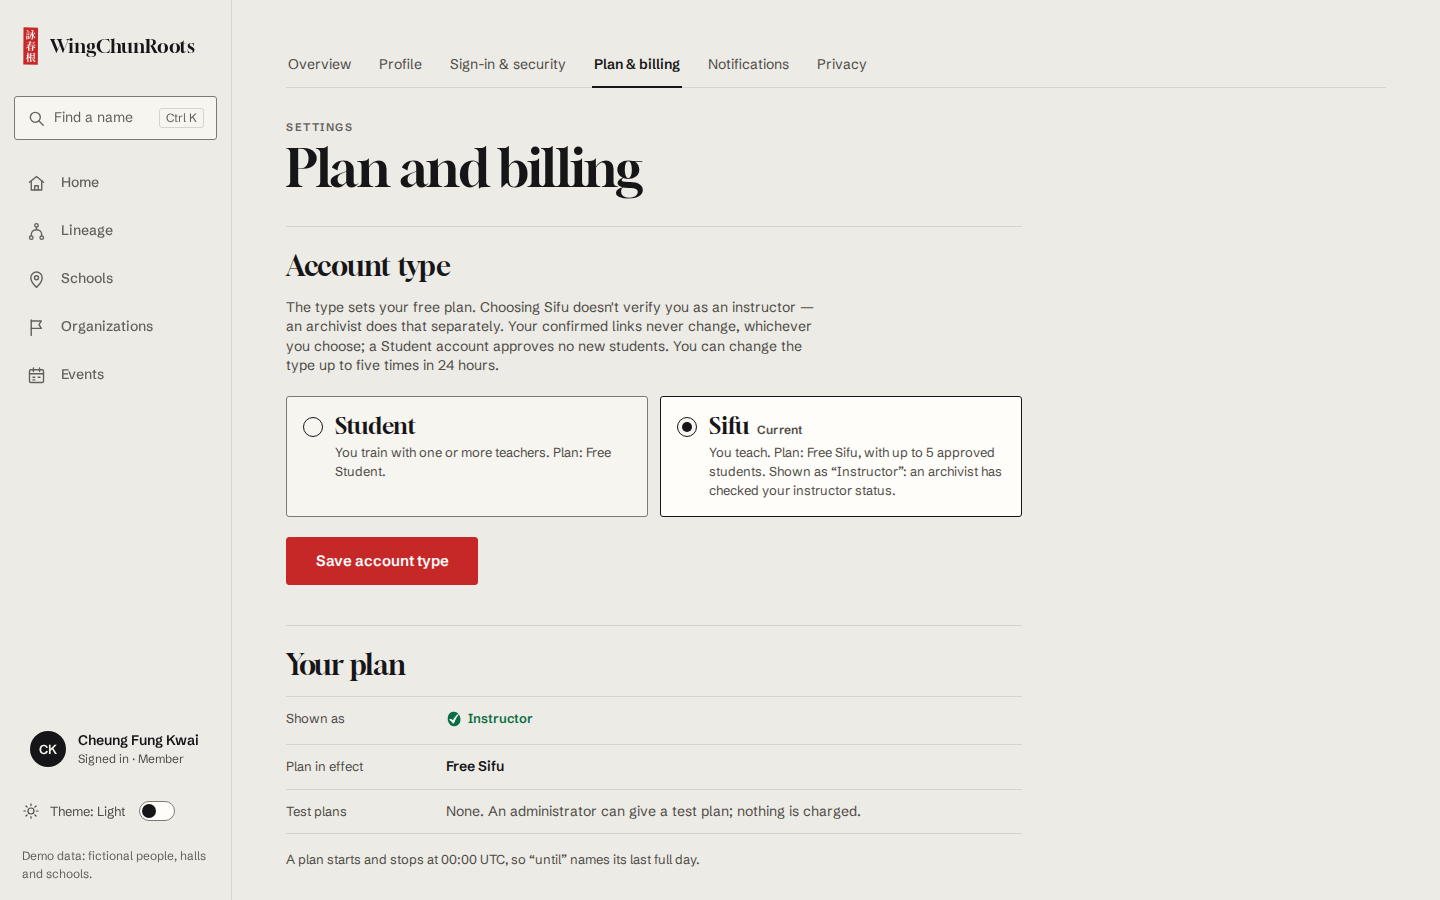 詠春根
WingChunRoots
Find a name
Ctrl K
Home
Lineage
Schools
Organizations
Events
CK
Cheung Fung Kwai
Signed in · Member
Theme: Light
Demo data: fictional people, halls
and schools.
Overview
Profile
Sign-in & security
Plan & billing
Notifications
Privacy
SETTINGS
Plan and billing
Account type
The type sets your free plan. Choosing Sifu doesn't verify you as an instructor —
an archivist does that separately. Your confirmed links never change, whichever
you choose; a Student account approves no new students. You can change the
type up to five times in 24 hours.
Student
You train with one or more teachers. Plan: Free
Student.
Sifu Current
You teach. Plan: Free Sifu, with up to 5 approved
students. Shown as “Instructor”: an archivist has
checked your instructor status.
Save account type
Your plan
Shown as
Instructor
Plan in effect
Free Sifu
Test plans
None. An administrator can give a test plan; nothing is charged.
A plan starts and stops at 00:00 UTC, so “until” names its last full day.